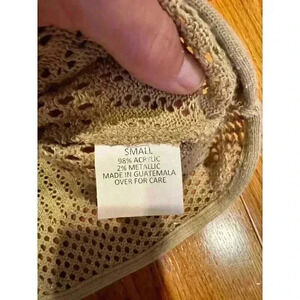 SMALL
98% ACRYLIC
2% METALLIC
MADE IN GUATEMALA
OVER FOR CARE